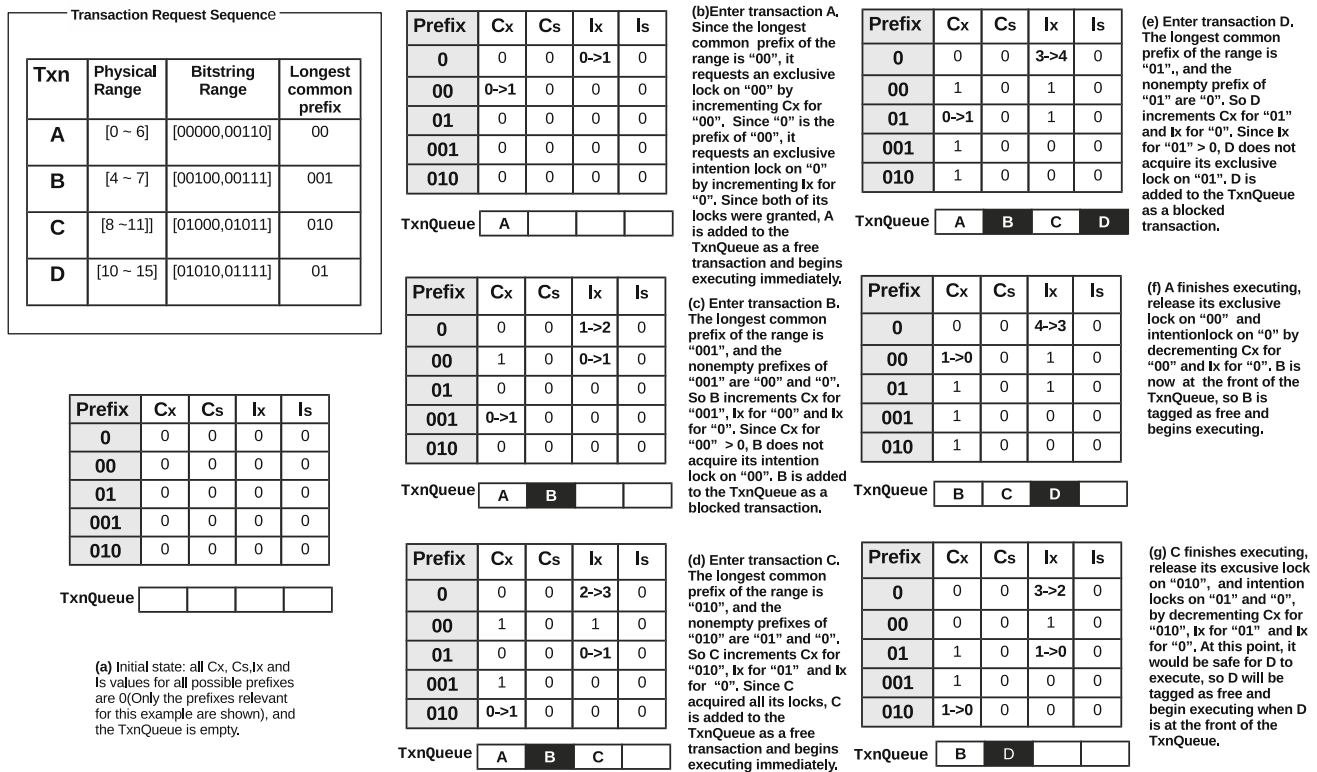 Transaction Request Sequence
Txn Physical Range Bitstring Range Longest common prefix
A [0 ~ 6] [00000,00110] 00
B [4 ~ 7] [00100,00111] 001
C [8 ~11]] [01000,01011] 010
D [10 ~ 15] [01010,01111] 01
Prefix Cx Cs Ix Is
0 0 0 0 0
00 0 0 0 0
01 0 0 0 0
001 0 0 0 0
010 0 0 0 0
TxnQueue
(a) Initial state: all Cx, Cs,Ix and
Is values for all possible prefixes
are 0(Only the prefixes relevant
for this example are shown), and
the TxnQueue is empty.
Prefix Cx Cs Ix Is
0 0 0 0->1 0
00 0->1 0 0 0
01 0 0 0 0
001 0 0 0 0
010 0 0 0 0
TxnQueue A
(b)Enter transaction A.
Since the longest
common prefix of the
range is “00”, it
requests an exclusive
lock on “00” by
incrementing Cx for
“00”. Since “0” is the
prefix of “00”, it
requests an exclusive
intention lock on “0”
by incrementing Ix for
“0”. Since both of its
locks were granted, A
is added to the
TxnQueue as a free
transaction and begins
executing immediately.
Prefix Cx Cs Ix Is
0 0 0 1->2 0
00 1 0 0->1 0
01 0 0 0 0
001 0->1 0 0 0
010 0 0 0 0
TxnQueue A B
(c) Enter transaction B.
The longest common
prefix of the range is
“001”, and the
nonempty prefixes of
“001” are “00” and “0”.
So B increments Cx for
“001”, Ix for “00” and Ix
for “0”. Since Cx for
“00” > 0, B does not
acquire its intention
lock on “00”. B is added
to the TxnQueue as a
blocked transaction.
Prefix Cx Cs Ix Is
0 0 0 2->3 0
00 1 0 1 0
01 0 0 0->1 0
001 1 0 0 0
010 0->1 0 0 0
TxnQueue A B C
(d) Enter transaction C.
The longest common
prefix of the range is
“010”, and the
nonempty prefixes of
“010” are “01” and “0”.
So C increments Cx for
“010”, Ix for “01” and Ix
for “0”. Since C
acquired all its locks, C
is added to the
TxnQueue as a free
transaction and begins
executing immediately.
Prefix Cx Cs Ix Is
0 0 0 3->4 0
00 1 0 1 0
01 0->1 0 1 0
001 1 0 0 0
010 1 0 0 0
TxnQueue A B C D
(e) Enter transaction D.
The longest common
prefix of the range is
“01”., and the
nonempty prefix of
“01” are “0”. So D
increments Cx for “01”
and Ix for “0”. Since Ix
for “01” > 0, D does not
acquire its exclusive
lock on “01”. D is
added to the TxnQueue
as a blocked
transaction.
Prefix Cx Cs Ix Is
0 0 0 4->3 0
00 1->0 0 1 0
01 1 0 1 0
001 1 0 0 0
010 1 0 0 0
TxnQueue B C D
(f) A finishes executing,
release its exclusive
lock on “00” and
intentionlock on “0” by
decrementing Cx for
“00” and Ix for “0”. B is
now at the front of the
TxnQueue, so B is
tagged as free and
begins executing.
Prefix Cx Cs Ix Is
0 0 0 3->2 0
00 0 0 1 0
01 1 0 1->0 0
001 1 0 0 0
010 1->0 0 0 0
TxnQueue B D
(g) C finishes executing,
release its excusive lock
on “010”, and intention
locks on “01” and “0”,
by decrementing Cx for
“010”, Ix for “01” and Ix
for “0”. At this point, it
would be safe for D to
execute, so D will be
tagged as free and
begin executing when D
is at the front of the
TxnQueue.